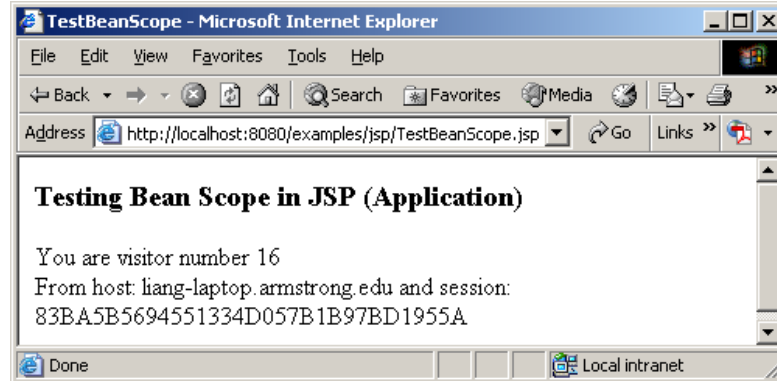 TestBeanScope - Microsoft Internet Explorer
File Edit View Favorites Tools Help
Back Search Favorites Media »
Address http://localhost:8080/examples/jsp/TestBeanScope.jsp Go Links »
Testing Bean Scope in JSP (Application)
You are visitor number 16
From host: liang-laptop.armstrong.edu and session:
83BA5B5694551334D057B1B97BD1955A
Done Local intranet